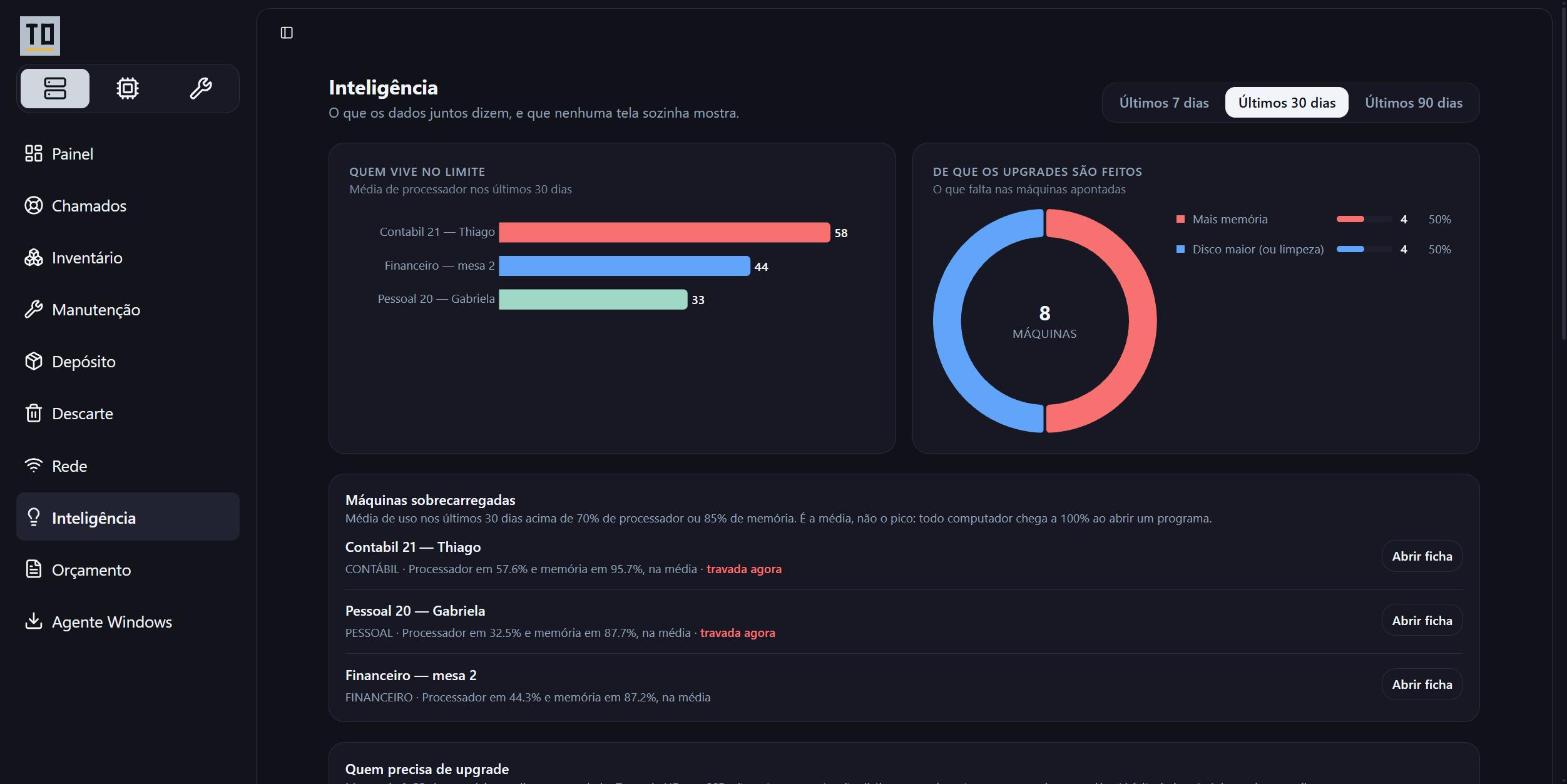 TO
Painel
Chamados
Inventário
Manutenção
Depósito
Descarte
Rede
Inteligência
Orçamento
Agente Windows
Inteligência
O que os dados juntos dizem, e que nenhuma tela sozinha mostra.
Últimos 7 dias
Últimos 30 dias
Últimos 90 dias
QUEM VIVE NO LIMITE
Média de processador nos últimos 30 dias
Contabil 21 — Thiago 58
Financeiro — mesa 2 44
Pessoal 20 — Gabriela 33
DE QUE OS UPGRADES SÃO FEITOS
O que falta nas máquinas apontadas
8
MÁQUINAS
Mais memória 4 50%
Disco maior (ou limpeza) 4 50%
Máquinas sobrecarregadas
Média de uso nos últimos 30 dias acima de 70% de processador ou 85% de memória. É a média, não o pico: todo computador chega a 100% ao abrir um programa.
Contabil 21 — Thiago
CONTÁBIL · Processador em 57.6% e memória em 95.7%, na média · travada agora
Abrir ficha
Pessoal 20 — Gabriela
PESSOAL · Processador em 32.5% e memória em 87.7%, na média · travada agora
Abrir ficha
Financeiro — mesa 2
FINANCEIRO · Processador em 44.3% e memória em 87.2%, na média
Abrir ficha
Quem precisa de upgrade